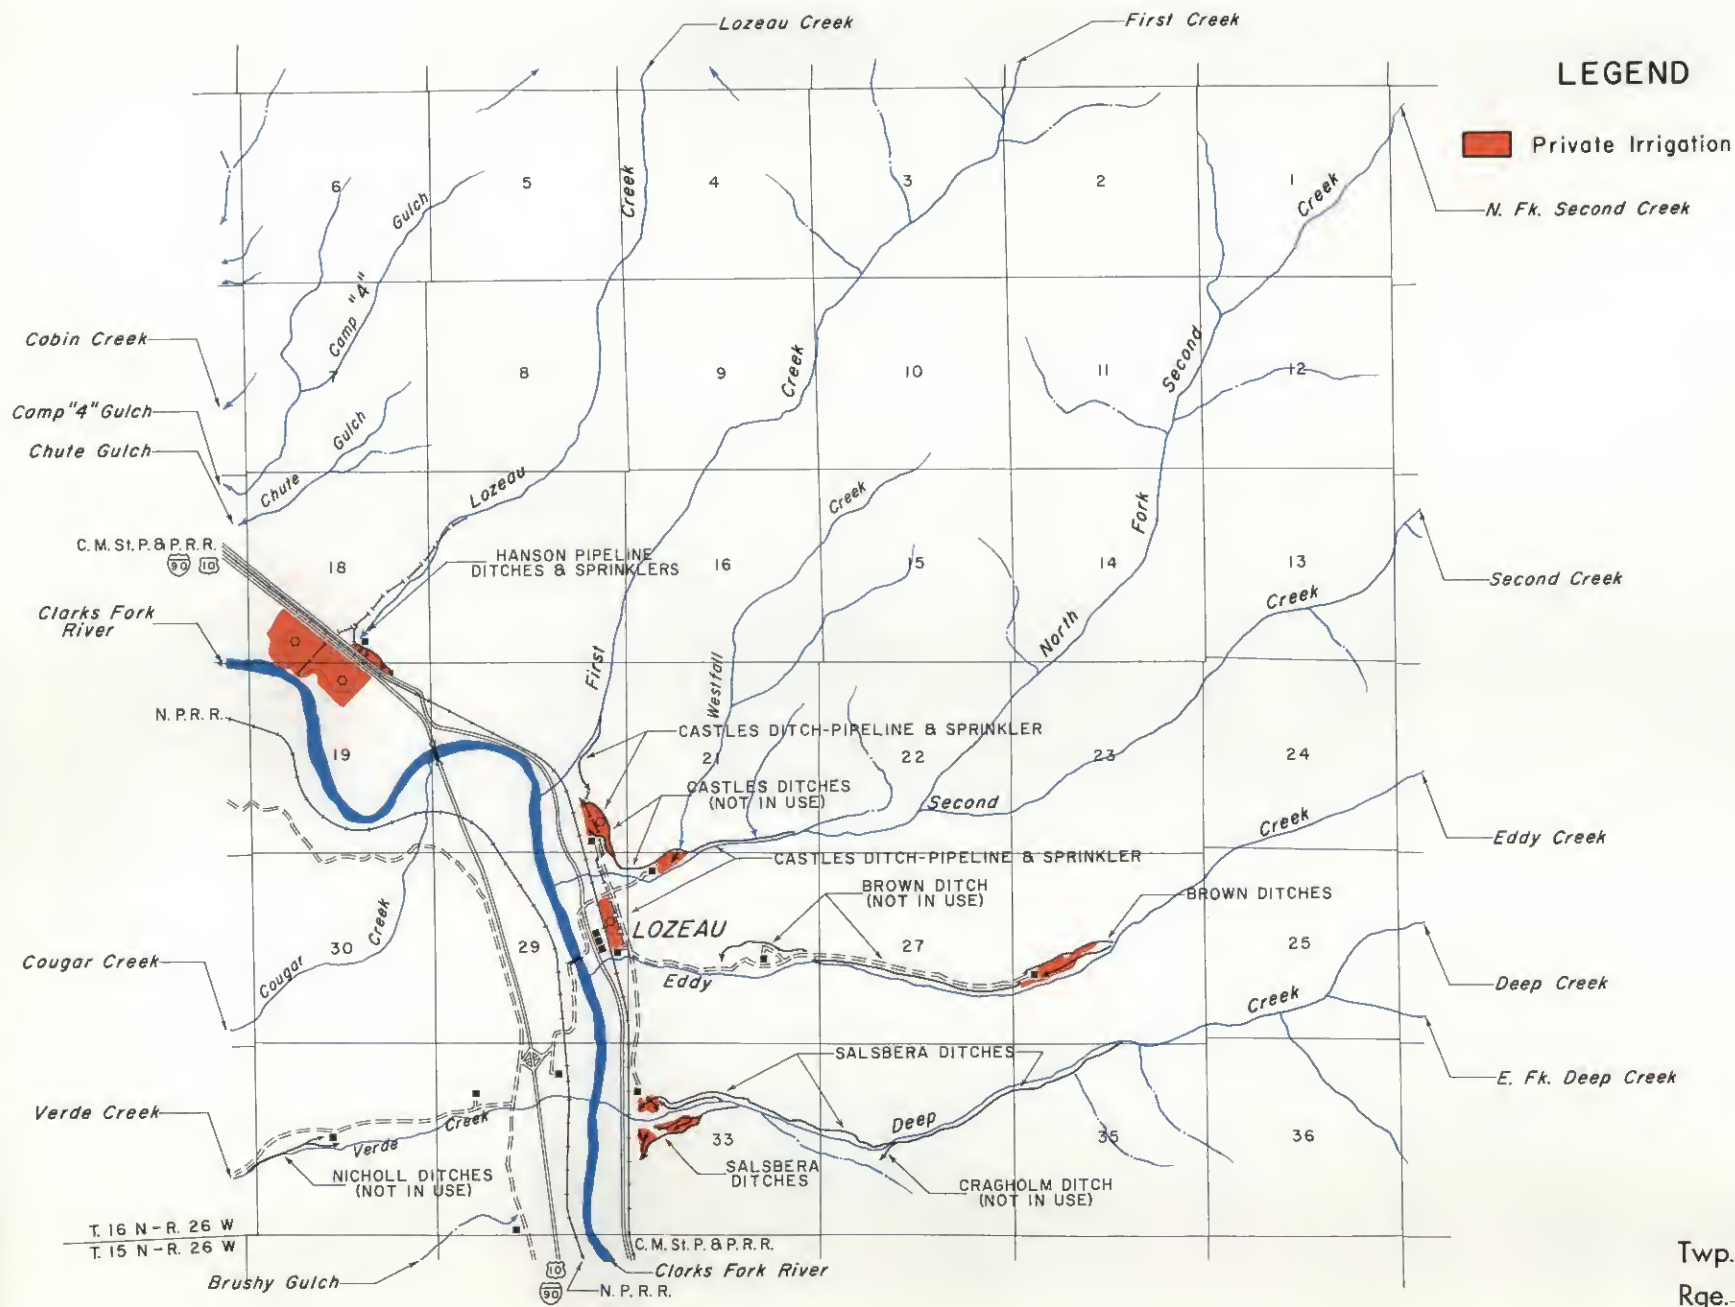 Lozeau Creek
First Creek
LEGEND
Private Irrigation
N. Fk. Second Creek
6
5
4
3
2
1
Creek
Creek
Gulch
Camp "4"
Cabin Creek
7
8
9
10
11
12
Creek
Second
Comp "4" Gulch
Chute Gulch
Gulch
Chute
Lozeau
Creek
Fork
C. M. St. P. & P. R. R.
90
10
18
HANSON PIPELINE
DITCHES & SPRINKLERS
16
15
14
13
Second Creek
Creek
Clarks Fork
River
North
First
Westfall
N. P. R. R.
CASTLES DITCH-PIPELINE & SPRINKLER
19
21
22
23
24
CASTLES DITCHES
(NOT IN USE)
Second
Creek
Eddy Creek
CASTLES DITCH-PIPELINE & SPRINKLER
BROWN DITCH
(NOT IN USE)
BROWN DITCHES
LOZEAU
30
29
27
25
Creek
Cougar
Cougar Creek
Eddy
Deep Creek
Creek
SALSBERA DITCHES
E. Fk. Deep Creek
Verde Creek
Creek
Verde
Deep
33
35
36
NICHOLL DITCHES
(NOT IN USE)
SALSBERA
DITCHES
CRAGHOLM DITCH
(NOT IN USE)
T. 16 N-R. 26 W
T. 15 N-R. 26 W
C. M. St. P. & P. R. R.
Brushy Gulch
10
90
N. P. R. R.
Clarks Fork River
Twp.
Rge.